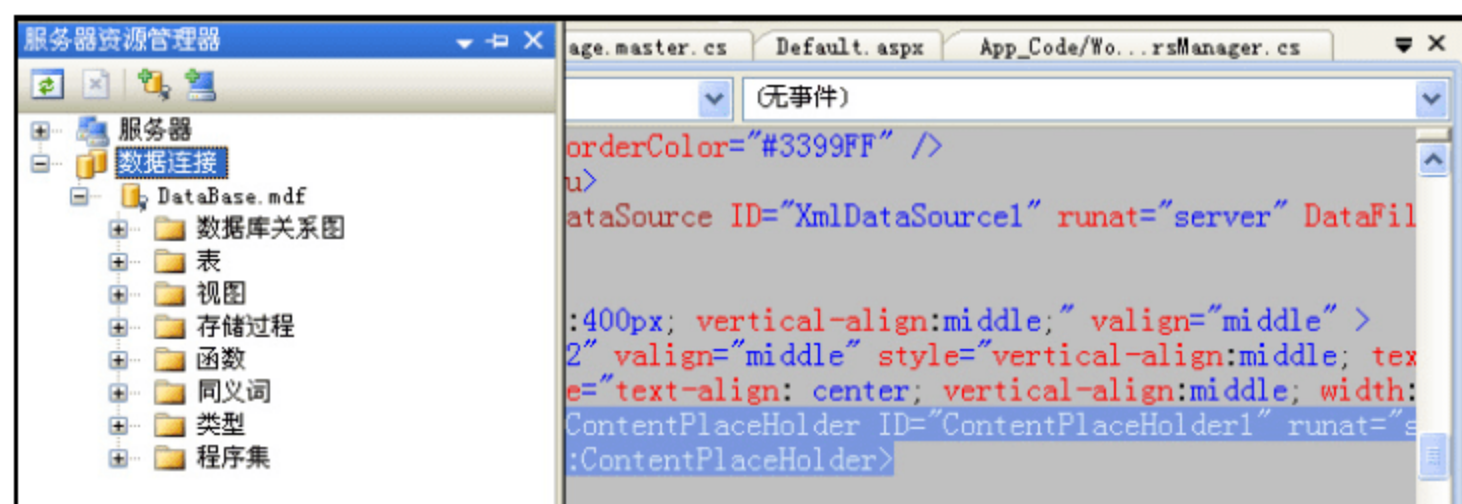 服务器资源管理器
服务器
数据连接
DataBase.mdf
数据库关系图
表
视图
存储过程
函数
同义词
类型
程序集
age.master.cs Default.aspx App_Code/Wo...rsManager.cs
(无事件)
orderColor="#3399FF" />
u>
ataSource ID="XmlDataSource1" runat="server" DataFil
:400px; vertical-align:middle;" valign="middle" >
2" valign="middle" style="vertical-align:middle; tex
e="text-align: center; vertical-align:middle; width:
ContentPlaceHolder ID="ContentPlaceHolder1" runat="s
:ContentPlaceHolder>